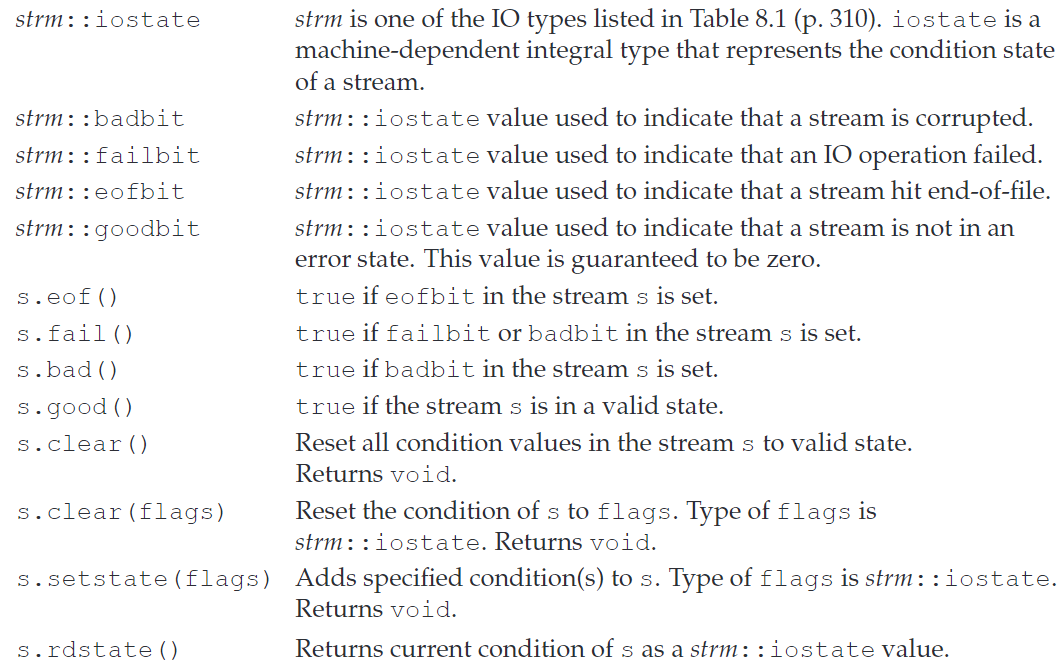 strm::iostate strm is one of the IO types listed in Table 8.1 (p. 310). iostate is a
machine-dependent integral type that represents the condition state
of a stream.
strm::badbit strm::iostate value used to indicate that a stream is corrupted.
strm::failbit strm::iostate value used to indicate that an IO operation failed.
strm::eofbit strm::iostate value used to indicate that a stream hit end-of-file.
strm::goodbit strm::iostate value used to indicate that a stream is not in an
error state. This value is guaranteed to be zero.
s.eof() true if eofbit in the stream s is set.
s.fail() true if failbit or badbit in the stream s is set.
s.bad() true if badbit in the stream s is set.
s.good() true if the stream s is in a valid state.
s.clear() Reset all condition values in the stream s to valid state.
Returns void.
s.clear(flags) Reset the condition of s to flags. Type of flags is
strm::iostate. Returns void.
s.setstate(flags) Adds specified condition(s) to s. Type of flags is strm::iostate.
Returns void.
s.rdstate() Returns current condition of s as a strm::iostate value.